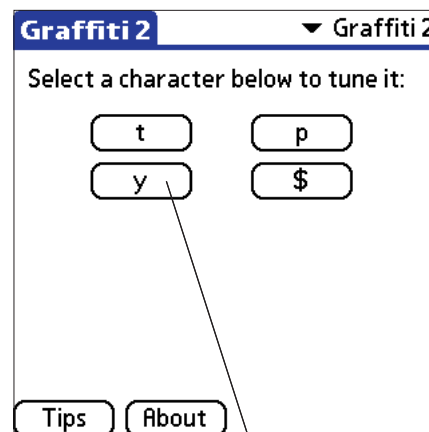 Graffiti 2 Graffiti 2
Select a character below to tune it:
t p
y $
Tips About